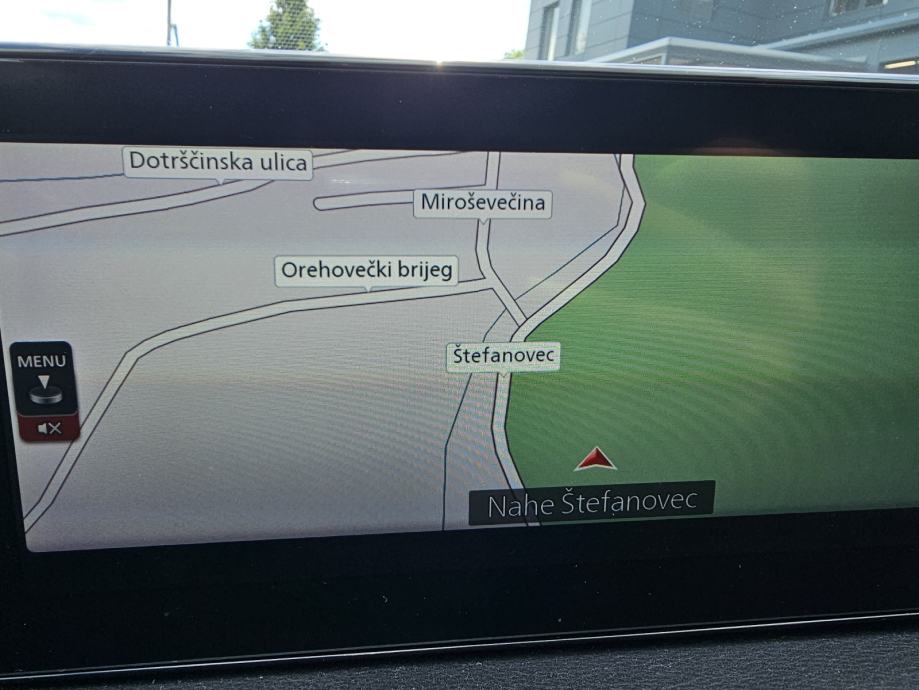 Dotrščinska ulica
Miroševečina
Orehovečki brijeg
Štefanovec
MENU
Nahe Štefanovec